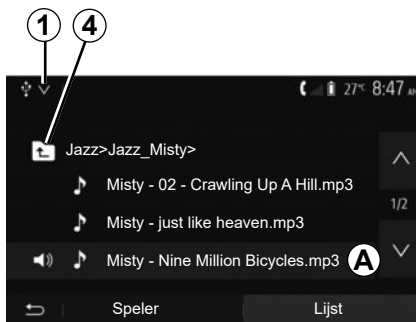 1 4
27°C 8:47
Jazz>Jazz_Misty>
Misty - 02 - Crawling Up A Hill.mp3
1/2
Misty - just like heaven.mp3
Misty - Nine Million Bicycles.mp3 A
Speler Lijst